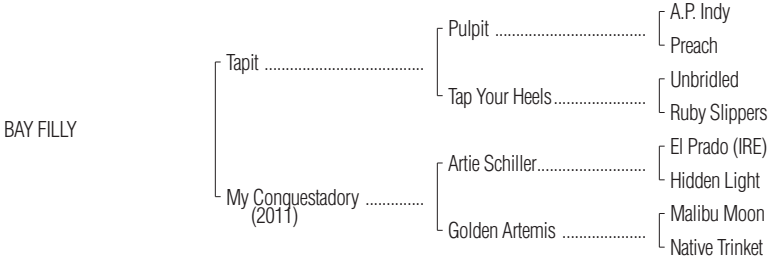 BAY FILLY
Tapit ......................................
My Conquestadory ..............
(2011)
Pulpit ....................................
Tap Your Heels......................
Artie Schiller..........................
Golden Artemis ....................
A.P. Indy
Preach
Unbridled
Ruby Slippers
El Prado (IRE)
Hidden Light
Malibu Moon
Native Trinket